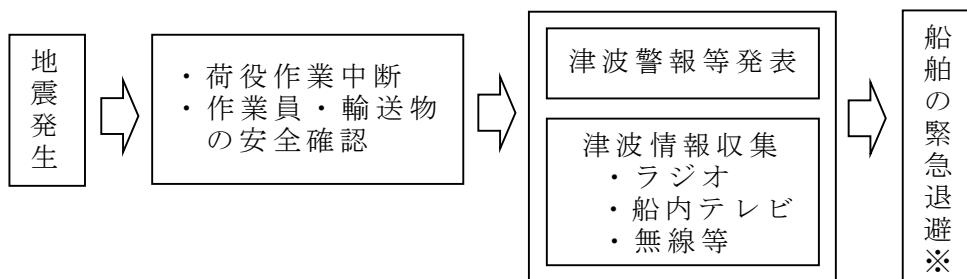 地震発生
・荷役作業中断
・作業員・輸送物
の安全確認
津波警報等発表
津波情報収集
・ラジオ
・船内テレビ
・無線等
船舶の緊急退避※